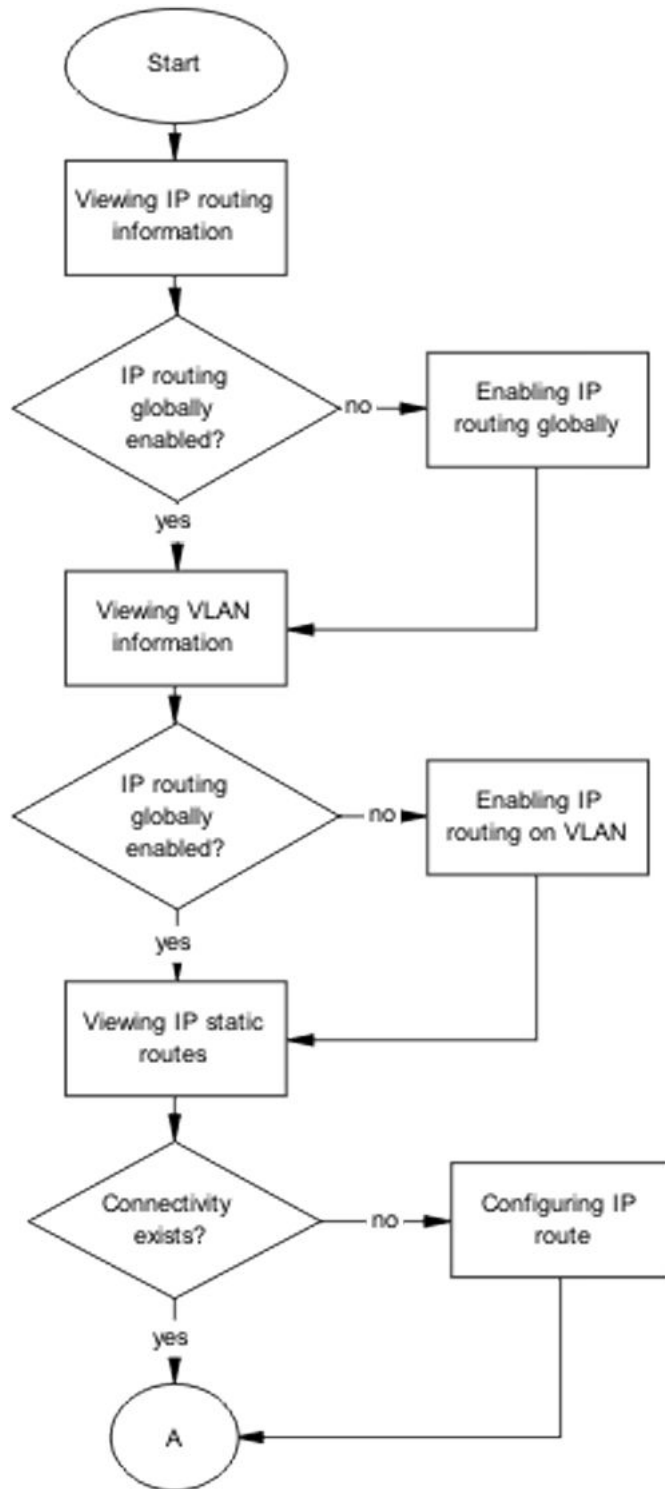 Start
Viewing IP routing
information
IP routing
globally
enabled?
no
Enabling IP
routing globally
yes
Viewing VLAN
information
IP routing
globally
enabled?
no
Enabling IP
routing on VLAN
yes
Viewing IP static
routes
Connectivity
exists?
no
Configuring IP
route
yes
A